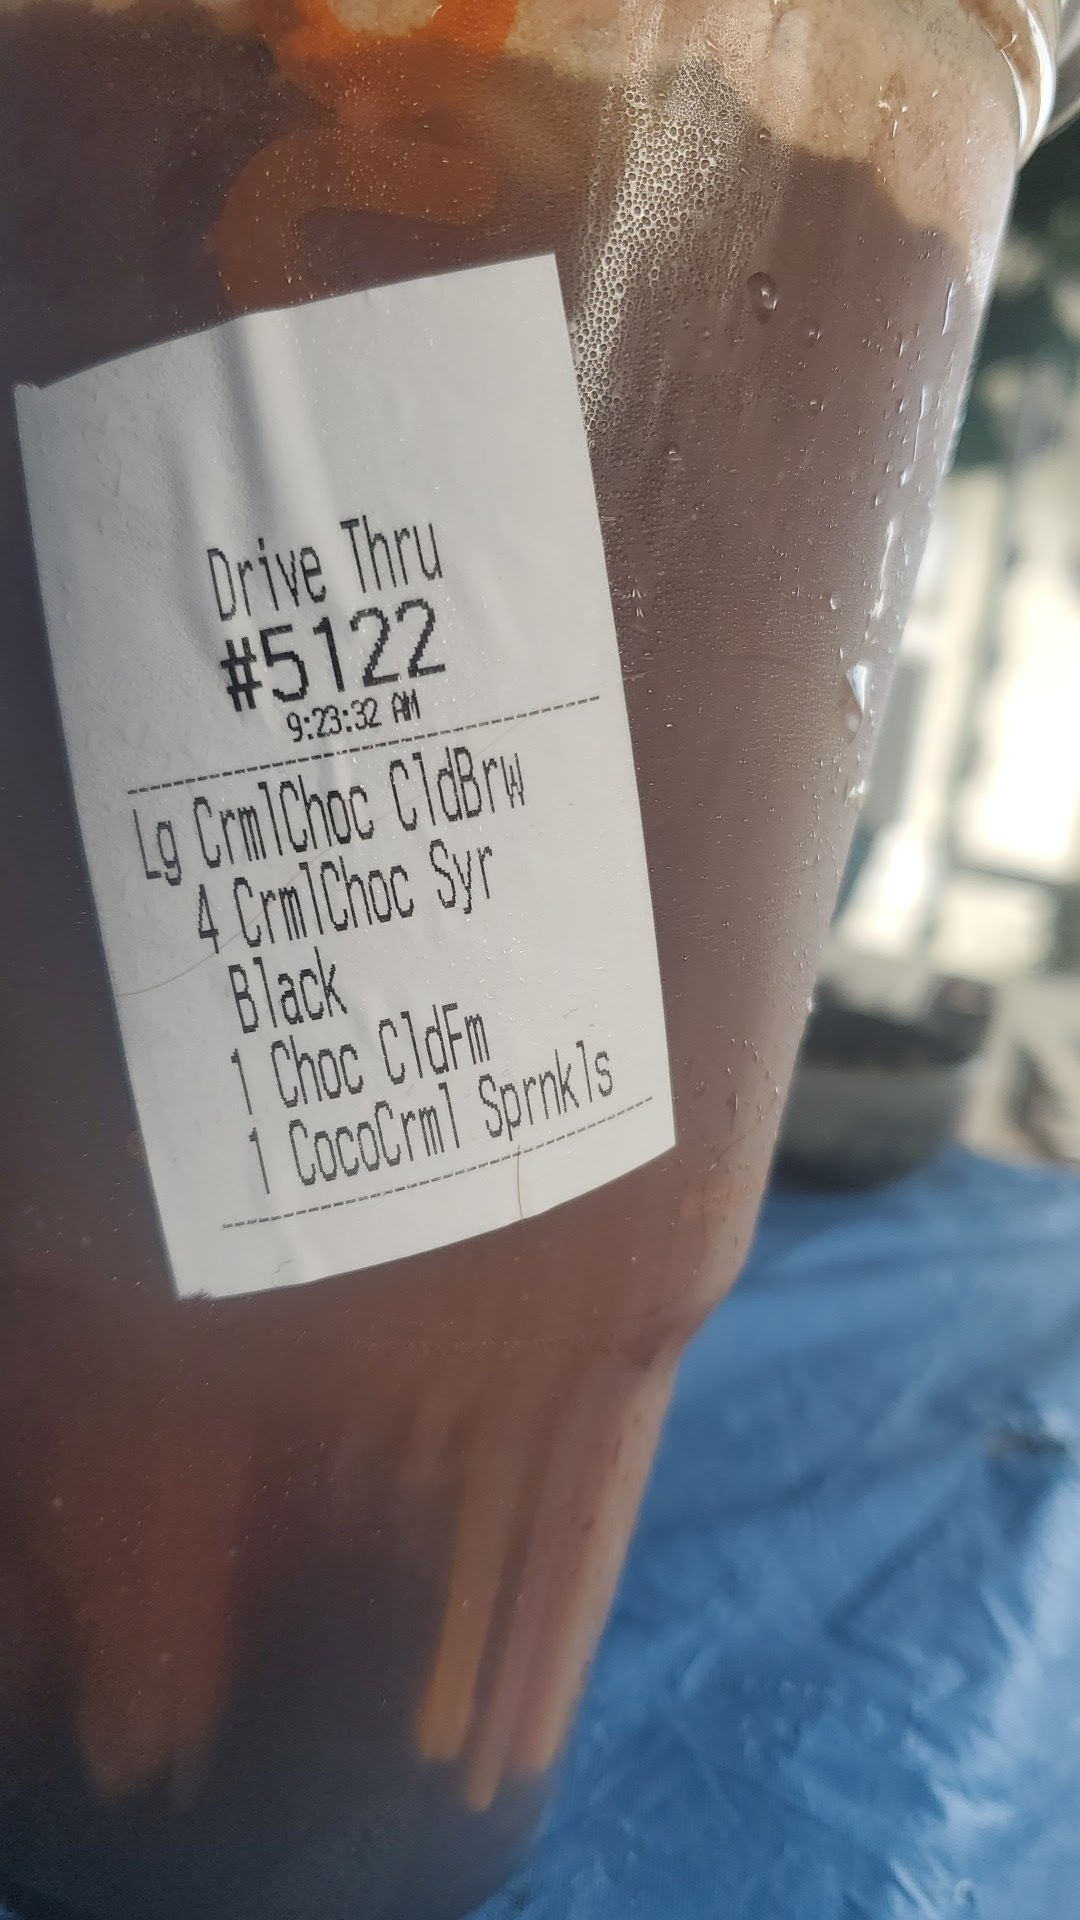 Drive Thru
#5122
9:23:32 AM
Lg CrmlChoc CldBrw
4 CrmlChoc Syr
Black
1 Choc CldFm
1 CocoCrml Sprnkls